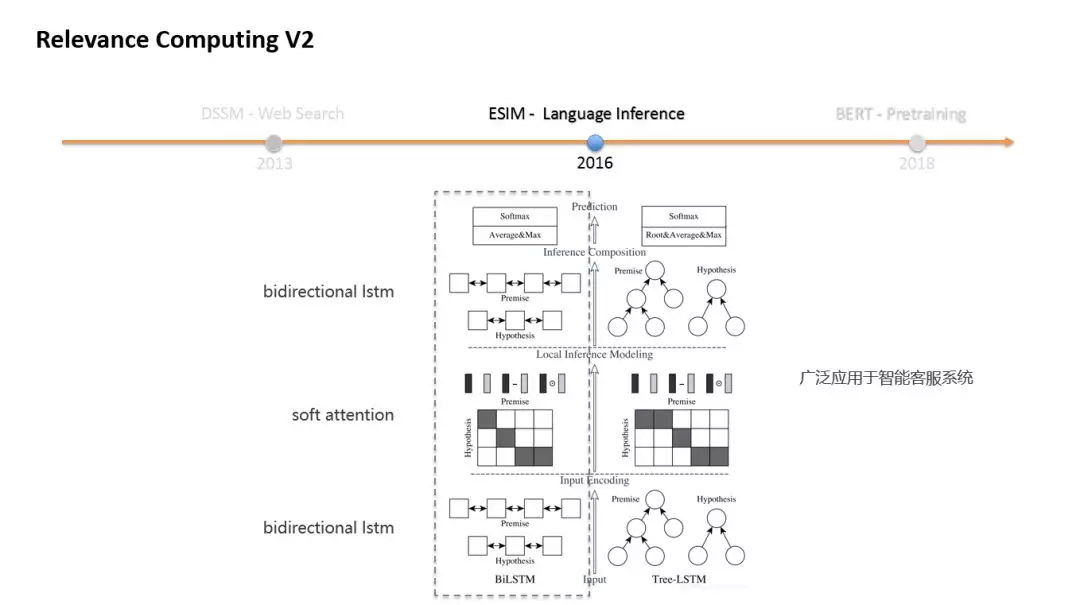 Relevance Computing V2
DSSM - Web Search
ESIM - Language Inference
BERT - Pretraining
2013
2016
2018
Prediction
Softmax
Average&Max
Softmax
Root&Average&Max
Inference Composition
bidirectional lstm
Premise
Hypothesis
Premise
Hypothesis
Local Inference Modeling
广泛应用于智能客服系统
soft attention
Premise
Hypothesis
Premise
Hypothesis
Input Encoding
bidirectional lstm
Premise
Hypothesis
Premise
Hypothesis
BiLSTM
Input
Tree-LSTM